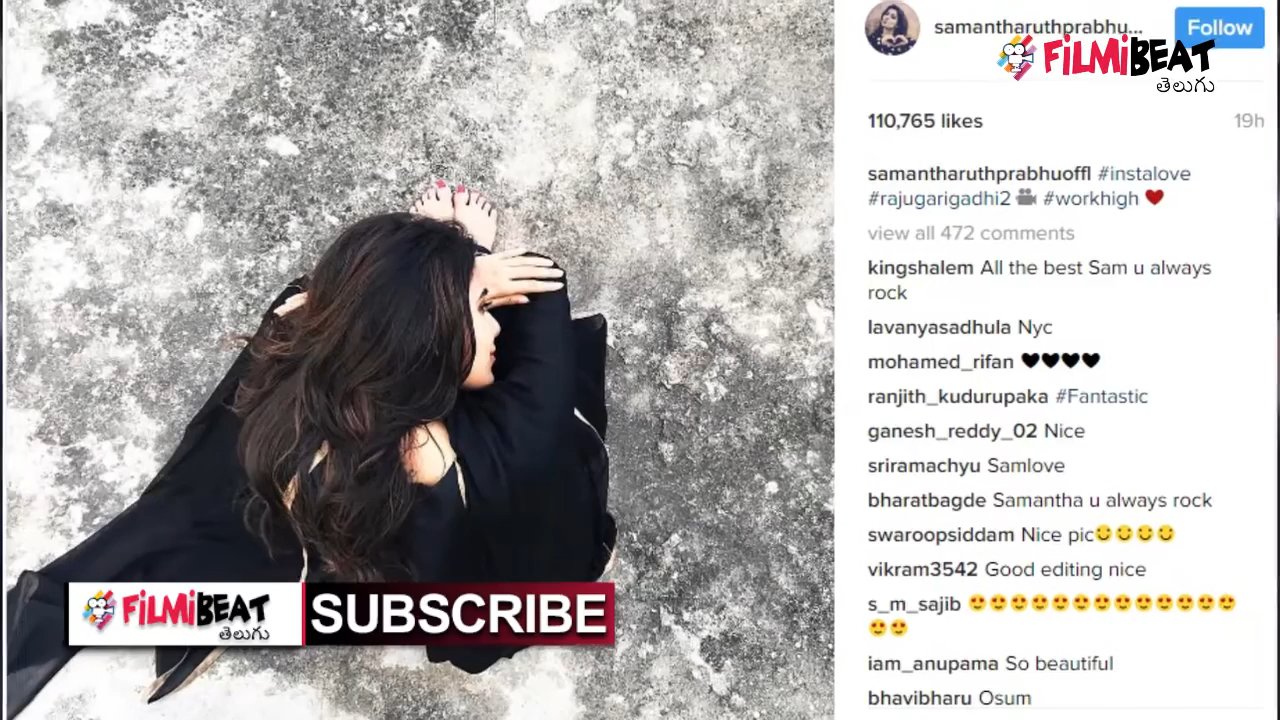 samantharuthprabhu...
Follow
FILMIBEAT
తెలుగు
110,765 likes
19h
samantharuthprabhuoffl #instalove
#rajugarigadhi2 🎥 #workhigh ❤
view all 472 comments
kingshalem All the best Sam u always
rock
lavanyasadhula Nyc
mohamed_rifan 🖤🖤🖤🖤
ranjith_kudurupaka #Fantastic
ganesh_reddy_02 Nice
sriramachyu Samlove
bharatbagde Samantha u always rock
swaroopsiddam Nice pic☺☺☺☺
vikram3542 Good editing nice
s_m_sajib 😍😍😍😍😍😍😍😍😍😍😍😍😍
😍😍
iam_anupama So beautiful
bhavibharu Osum
FILMIBEAT
తెలుగు
SUBSCRIBE